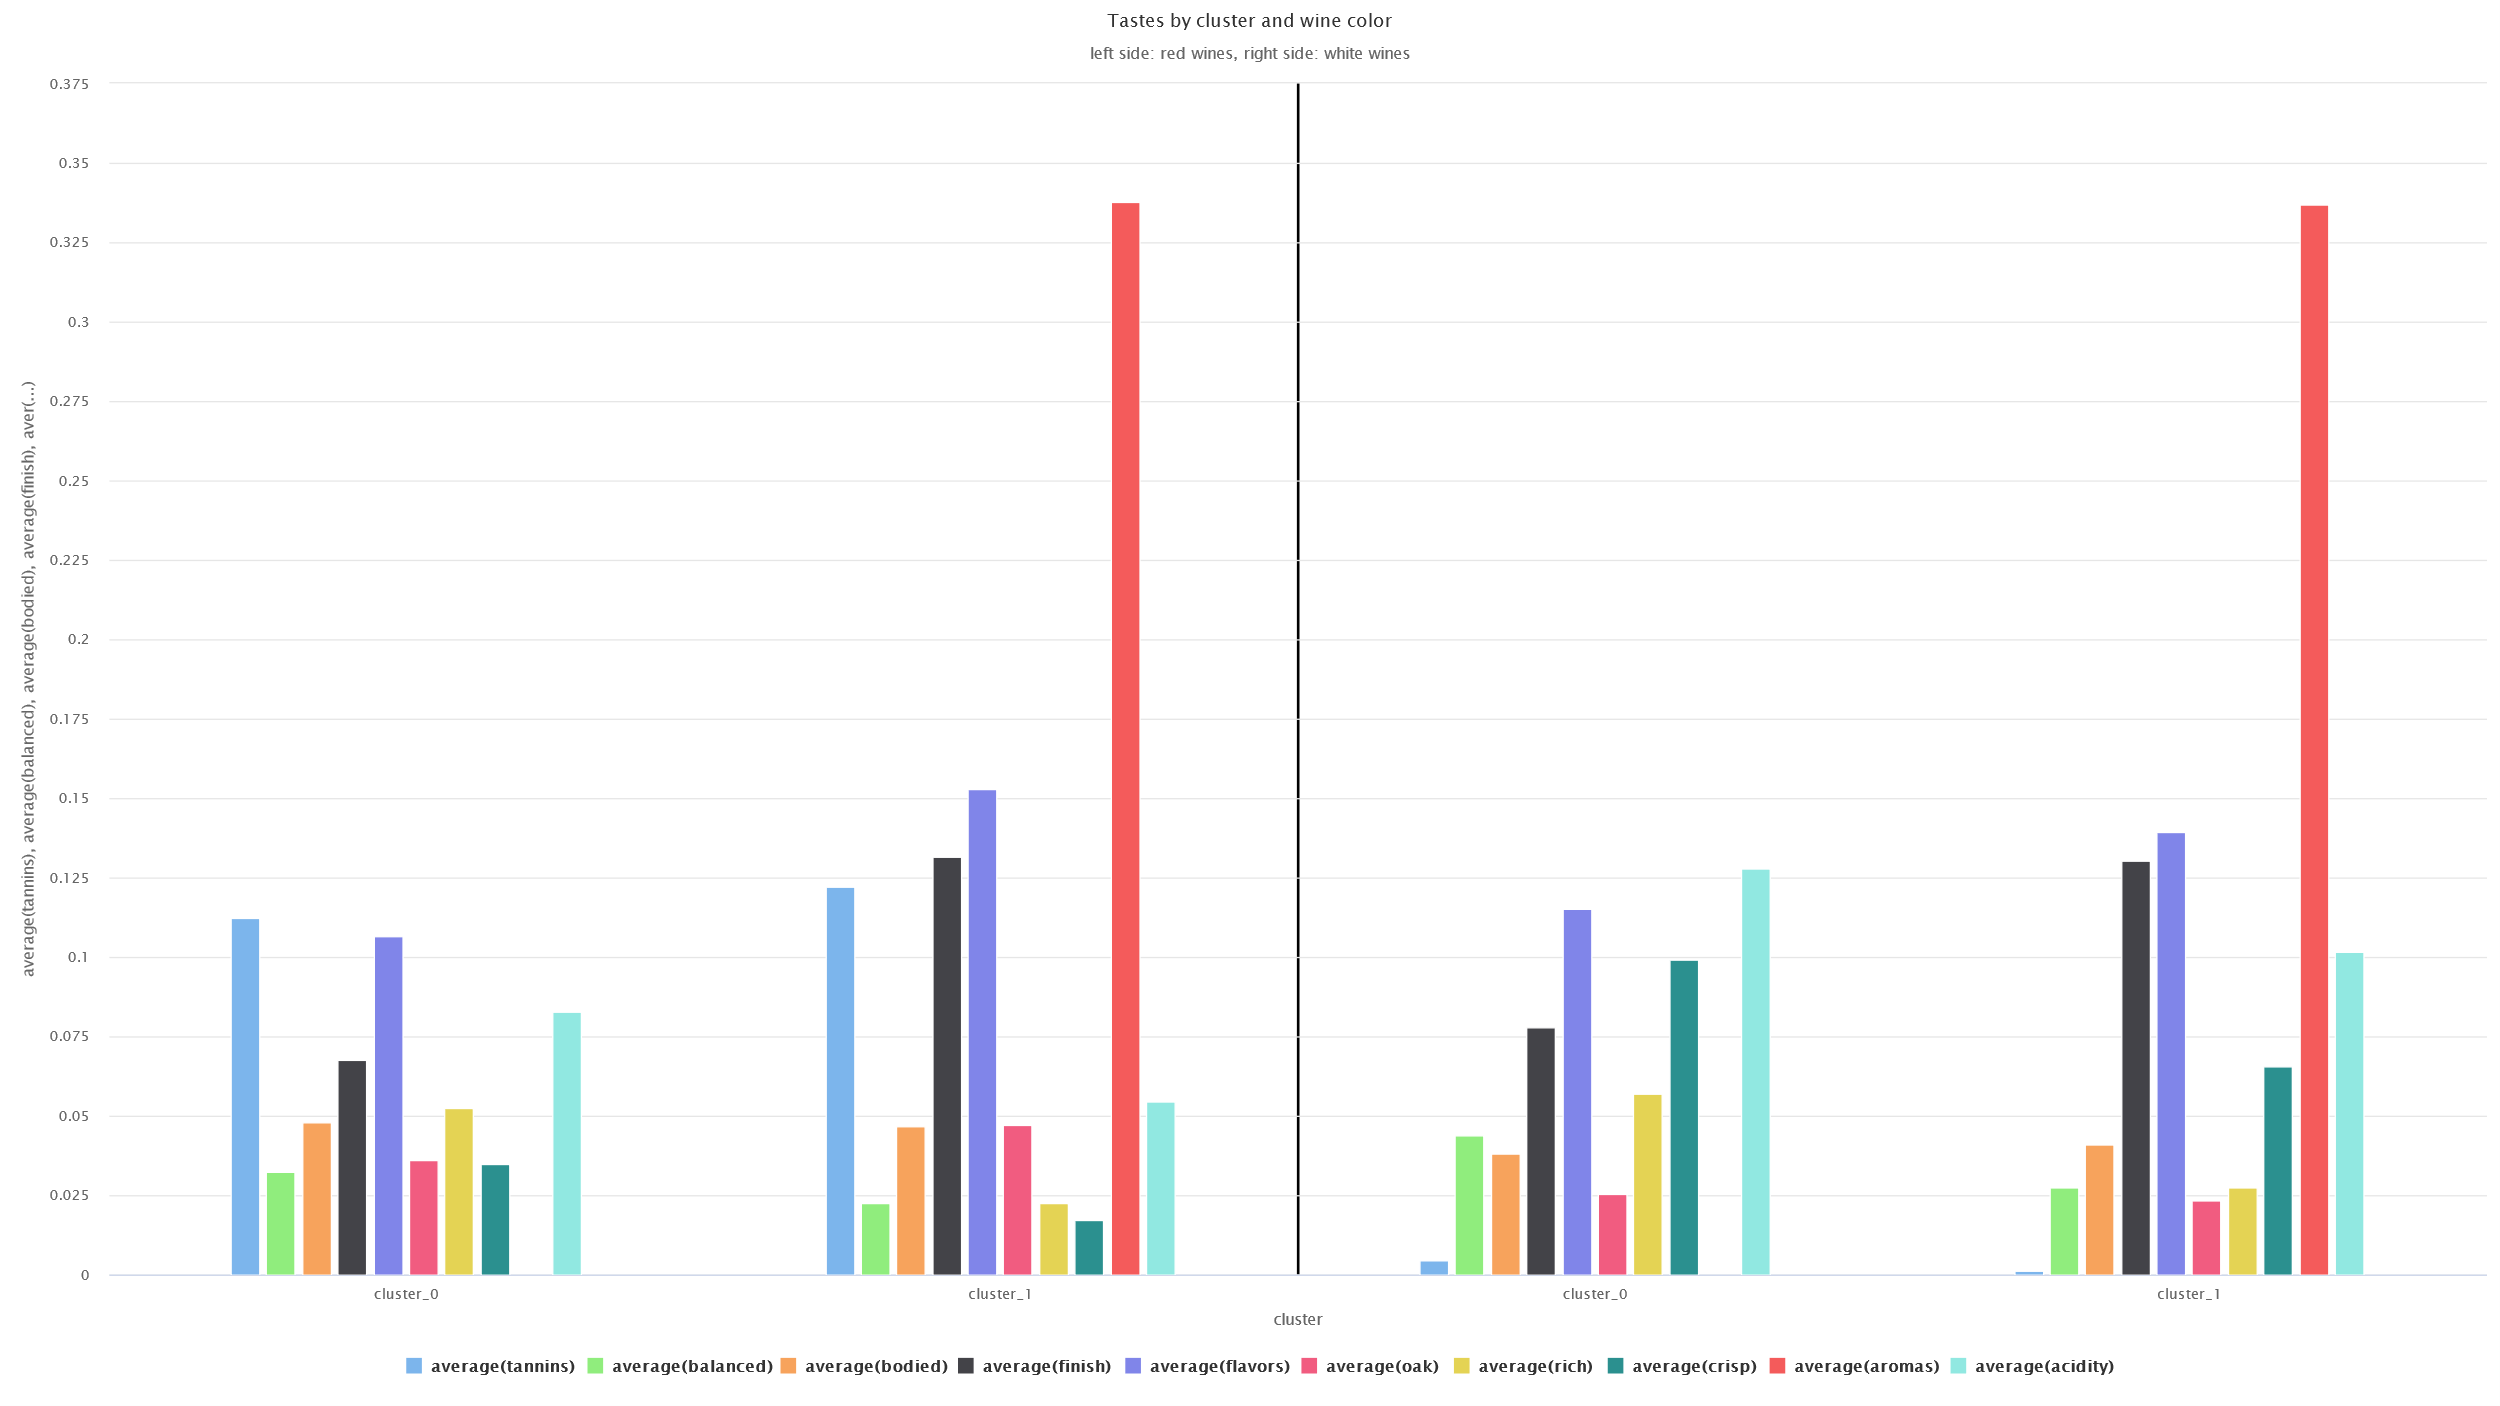 Tastes by cluster and wine color
left side: red wines, right side: white wines
average(tannins), average(balanced), average(bodied), average(finish), aver(...)
0.375
0.35
0.325
0.3
0.275
0.25
0.225
0.2
0.175
0.15
0.125
0.1
0.075
0.05
0.025
0
cluster_0 cluster_1 cluster_0 cluster_1
cluster
average(tannins) average(balanced) average(bodied) average(finish) average(flavors) average(oak) average(rich) average(crisp) average(aromas) average(acidity)